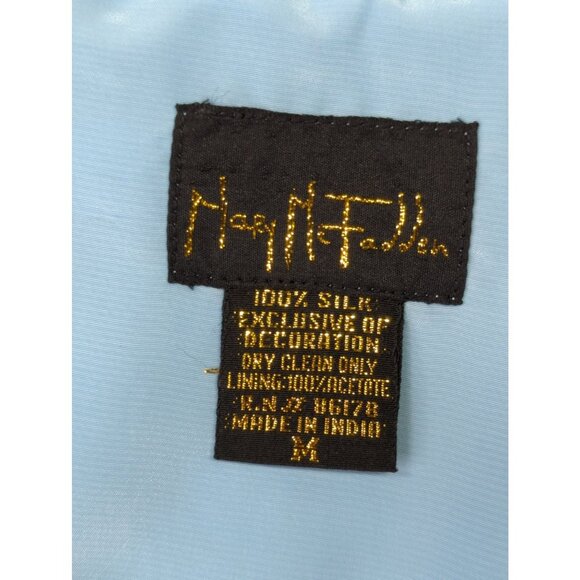 Mary McFadden
100% SILK
EXCLUSIVE OF
DECORATION
DRY CLEAN ONLY
LINING:100%ACETATE
R.N # 86178
MADE IN INDIA
M